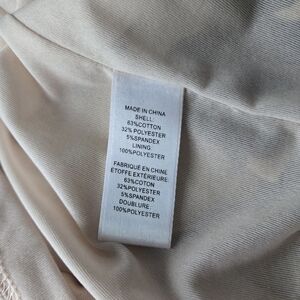 MADE IN CHINA
SHELL
63%COTTON
32% POLYESTER
5%SPANDEX
LINING
100%POLYESTER
FABRIQUÉ EN CHINE
ÉTOFFE EXTÉRIEURE
63%COTON
32%POLYESTER
5%SPANDEX
DOUBLURE
100%POLYESTER